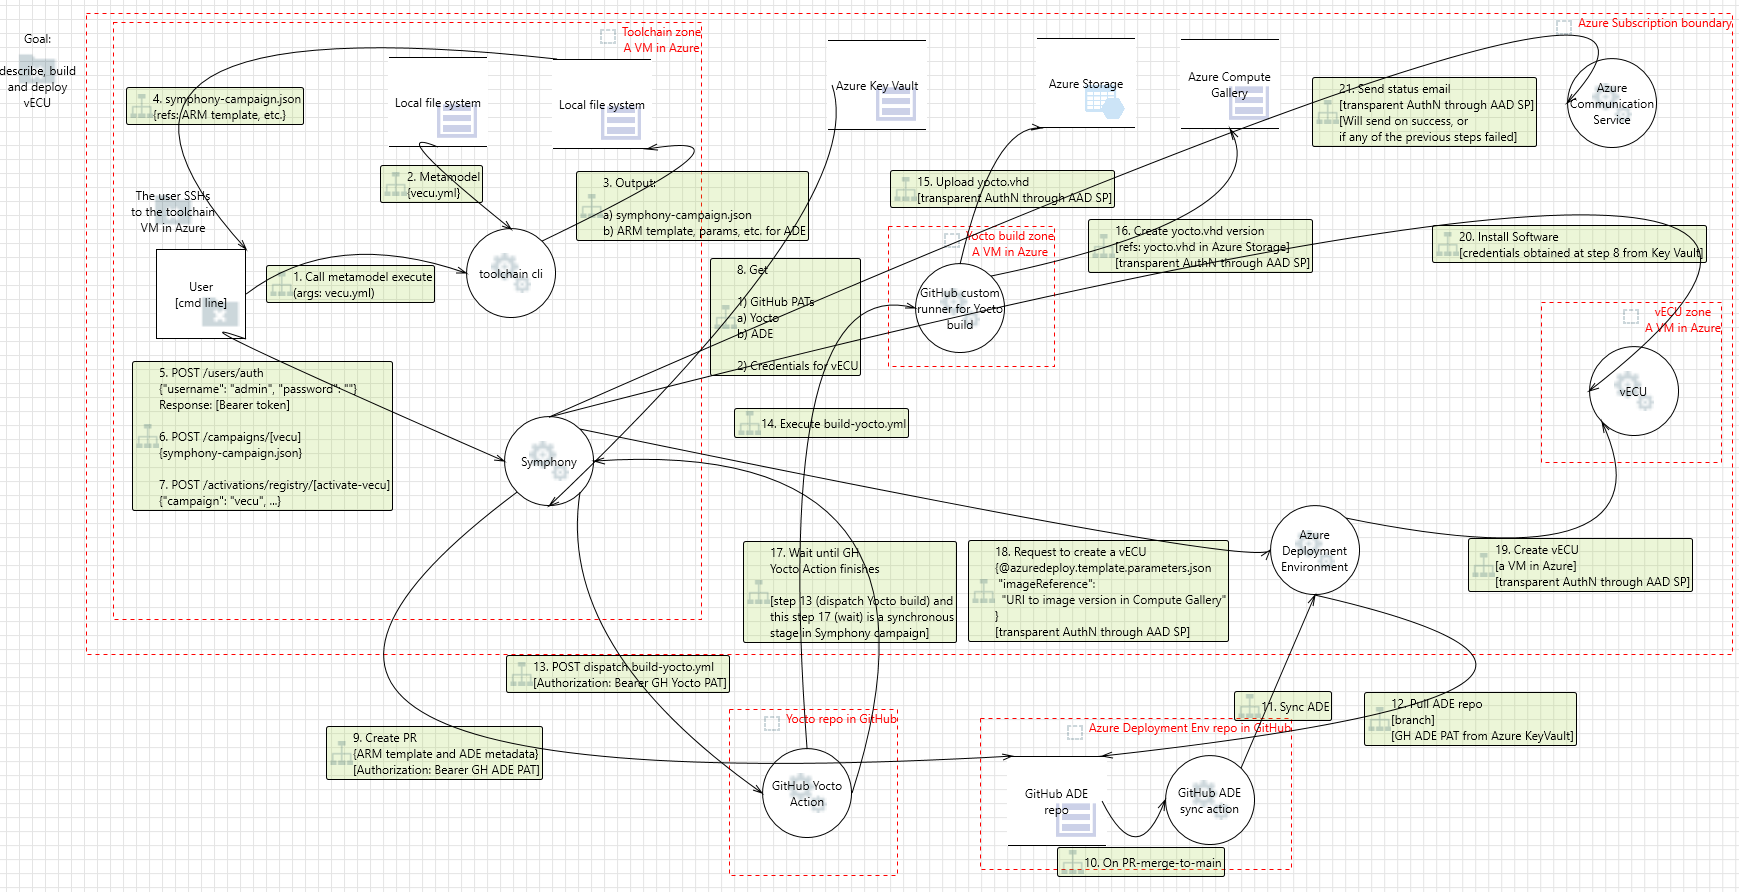 Goal:
describe, build
and deploy
vECU
Toolchain zone
A VM in Azure
Azure Subscription boundary
4. symphony-campaign.json
{refs: ARM template, etc.}
Local file system
Local file system
Azure Key Vault
Azure Storage
Azure Compute
Gallery
21. Send status email
[transparent AuthN through AAD SP]
[Will send on success, or
if any of the previous steps failed]
Azure
Communication
Service
2. Metamodel
{vecu.yml}
3. Output:
a) symphony-campaign.json
b) ARM template, params, etc. for ADE
15. Upload yocto.vhd
[transparent AuthN through AAD SP]
The user SSHs
to the toolchain
VM in Azure
16. Create yocto.vhd version
[refs: yocto.vhd in Azure Storage]
[transparent AuthN through AAD SP]
20. Install Software
[credentials obtained at step 8 from Key Vault]
Yocto build zone
A VM in Azure
User
[cmd line]
1. Call metamodel execute
(args: vecu.yml)
toolchain cli
8. Get
1) GitHub PATs
a) Yocto
b) ADE
2) Credentials for vECU
GitHub custom
runner for Yocto
build
vECU zone
A VM in Azure
vECU
5. POST /users/auth
{"username": "admin", "password": ""}
Response: [Bearer token]
6. POST /campaigns/[vecu]
{symphony-campaign.json}
7. POST /activations/registry/[activate-vecu]
{"campaign": "vecu", ...}
14. Execute build-yocto.yml
Symphony
17. Wait until GH
Yocto Action finishes
[step 13 (dispatch Yocto build) and
this step 17 (wait) is a synchronous
stage in Symphony campaign]
18. Request to create a vECU
{@azuredeploy.template.parameters.json
"imageReference":
"URI to image version in Compute Gallery"
}
[transparent AuthN through AAD SP]
Azure
Deployment
Environment
19. Create vECU
[a VM in Azure]
[transparent AuthN through AAD SP]
13. POST dispatch build-yocto.yml
[Authorization: Bearer GH Yocto PAT]
9. Create PR
{ARM template and ADE metadata}
[Authorization: Bearer GH ADE PAT]
Yocto repo in GitHub
GitHub Yocto
Action
11. Sync ADE
12. Pull ADE repo
[branch]
[GH ADE PAT from Azure KeyVault]
Azure Deployment Env repo in GitHub
GitHub ADE
repo
GitHub ADE
sync action
10. On PR-merge-to-main